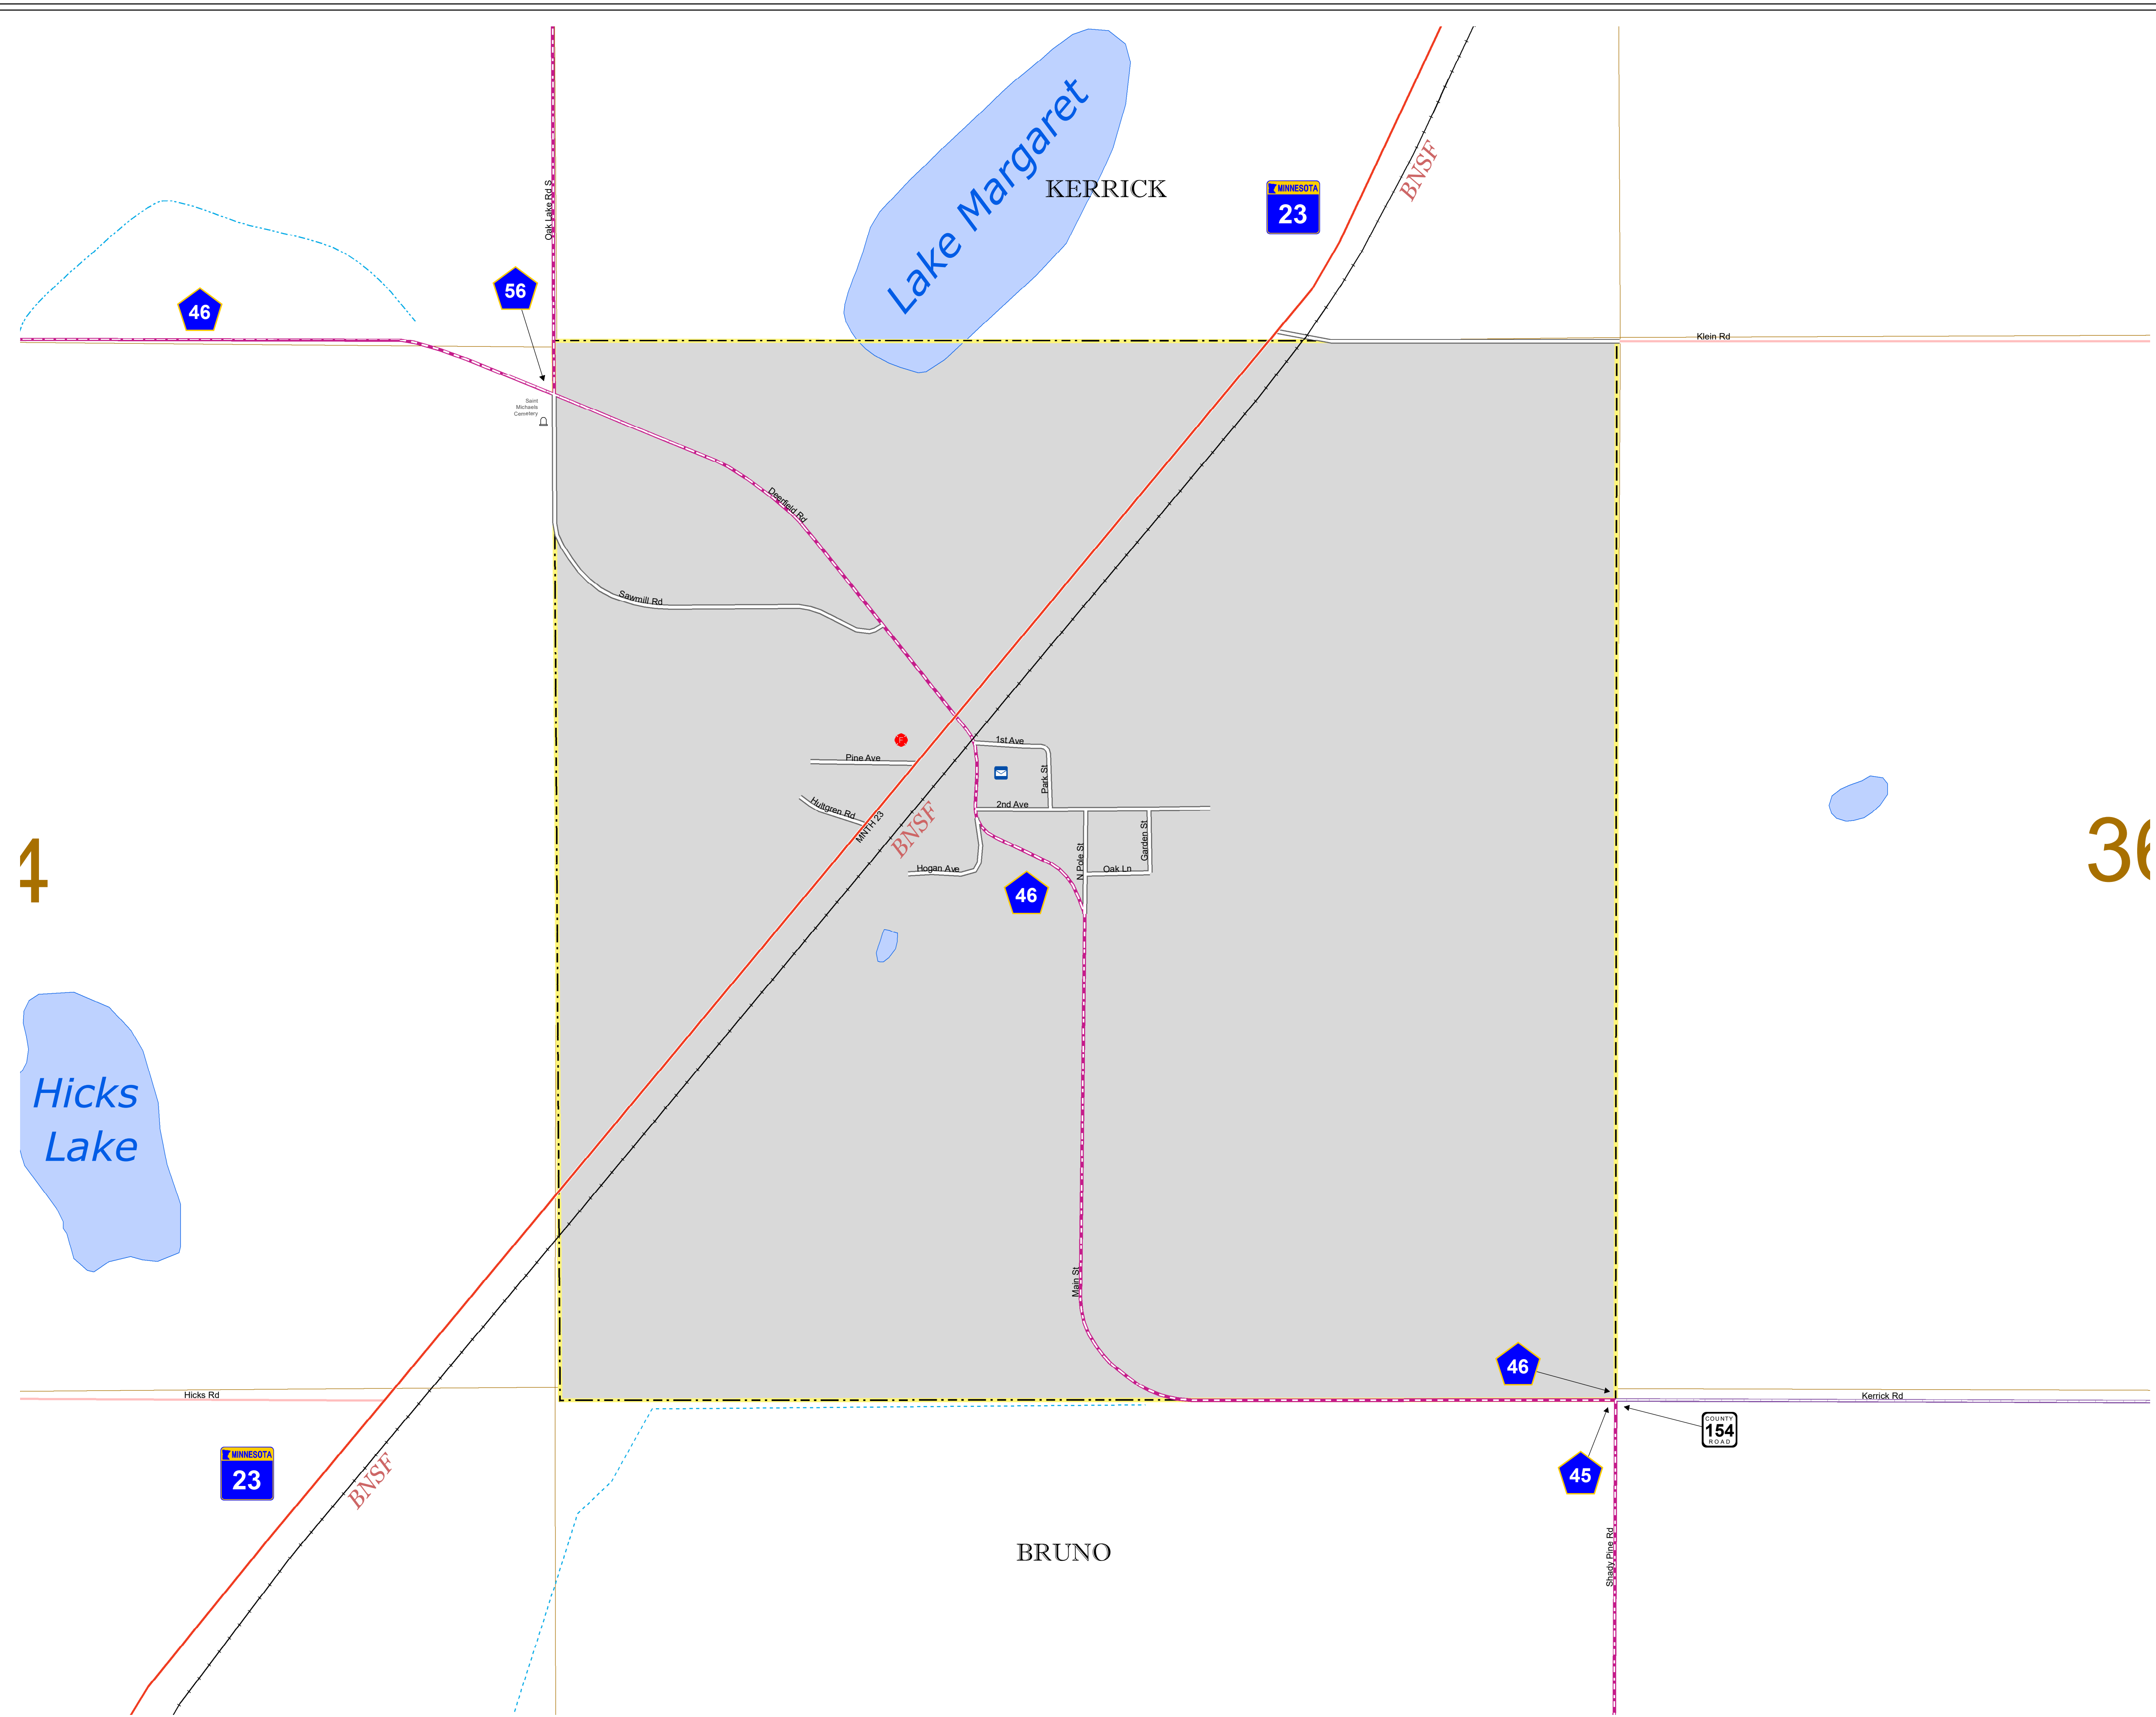 Lake Margaret
KERRICK
BNSF
MINNESOTA
23
Oak Lake Rd S
56
46
Klein Rd
Saint
Michaels
Cemetery
Deerfield Rd
Sawmill Rd
F
1st Ave
Pine Ave
Park St
Hultgren Rd
2nd Ave
MNTH 23
BNSF
Garden St
N Pole St
Hogan Ave
Oak Ln
46
36
4
Hicks
Lake
Main St
46
Hicks Rd
Kerrick Rd
COUNTY
154
ROAD
MINNESOTA
23
BNSF
45
BRUNO
Shady Pine Rd